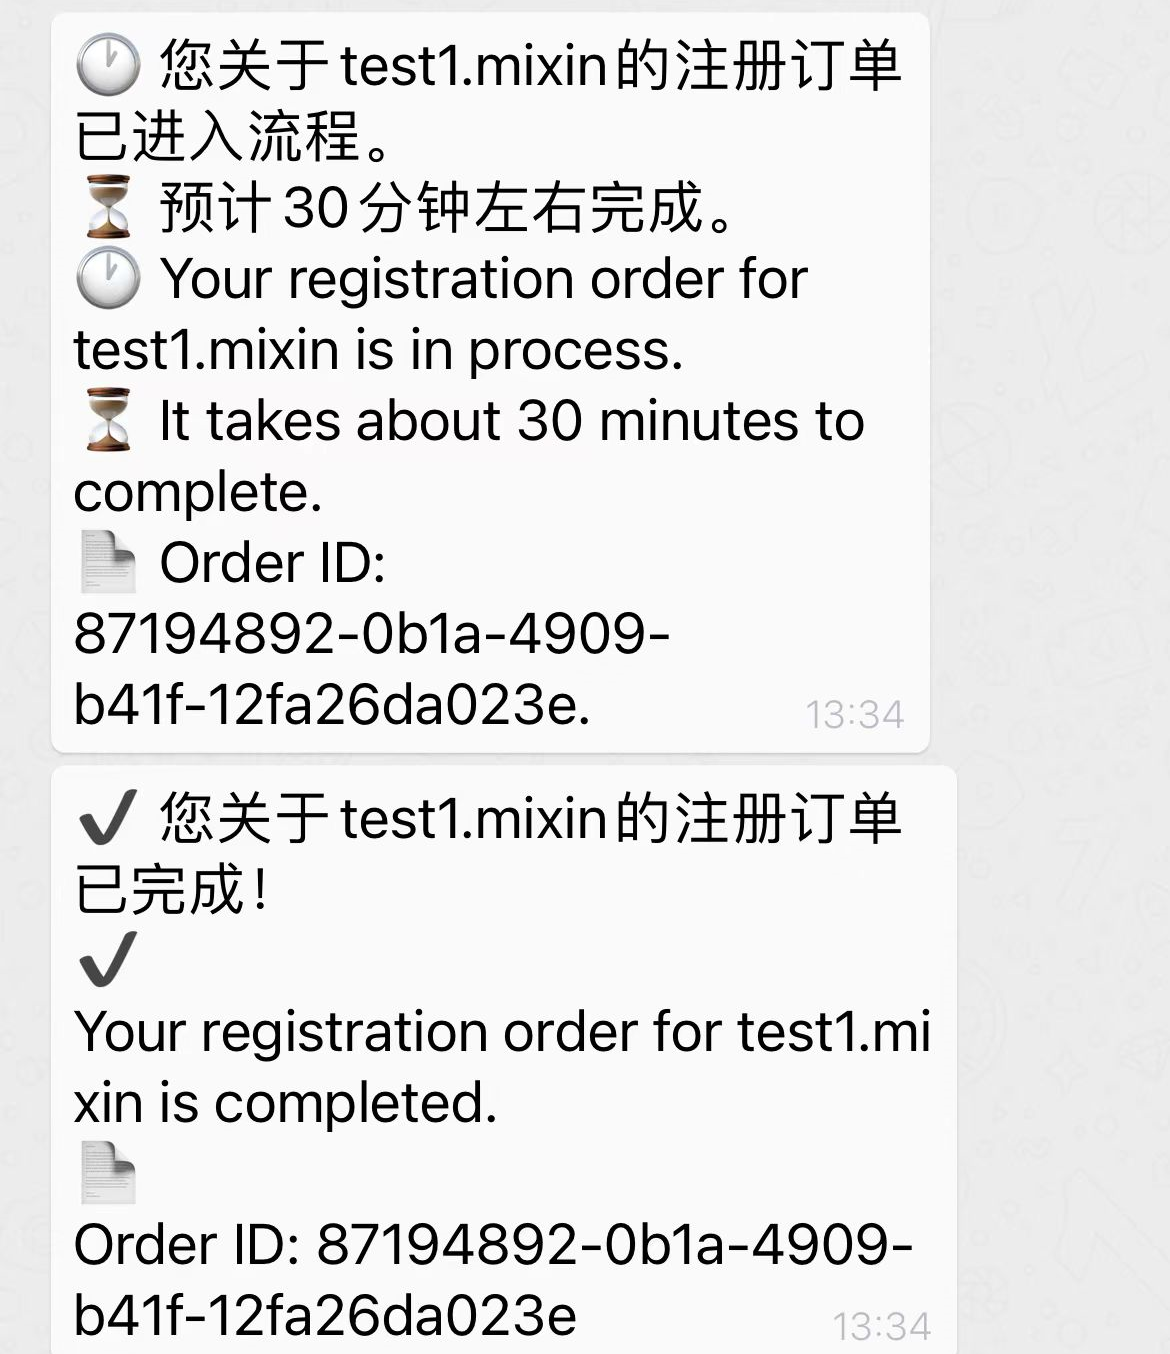 🕐 您关于test1.mixin的注册订单
已进入流程。
⏳ 预计30分钟左右完成。
🕐 Your registration order for
test1.mixin is in process.
⏳ It takes about 30 minutes to
complete.
📄 Order ID:
87194892-0b1a-4909-
b41f-12fa26da023e.
13:34
✔️ 您关于test1.mixin的注册订单
已完成！
✔️
Your registration order for test1.mi
xin is completed.
📄
Order ID: 87194892-0b1a-4909-
b41f-12fa26da023e
13:34